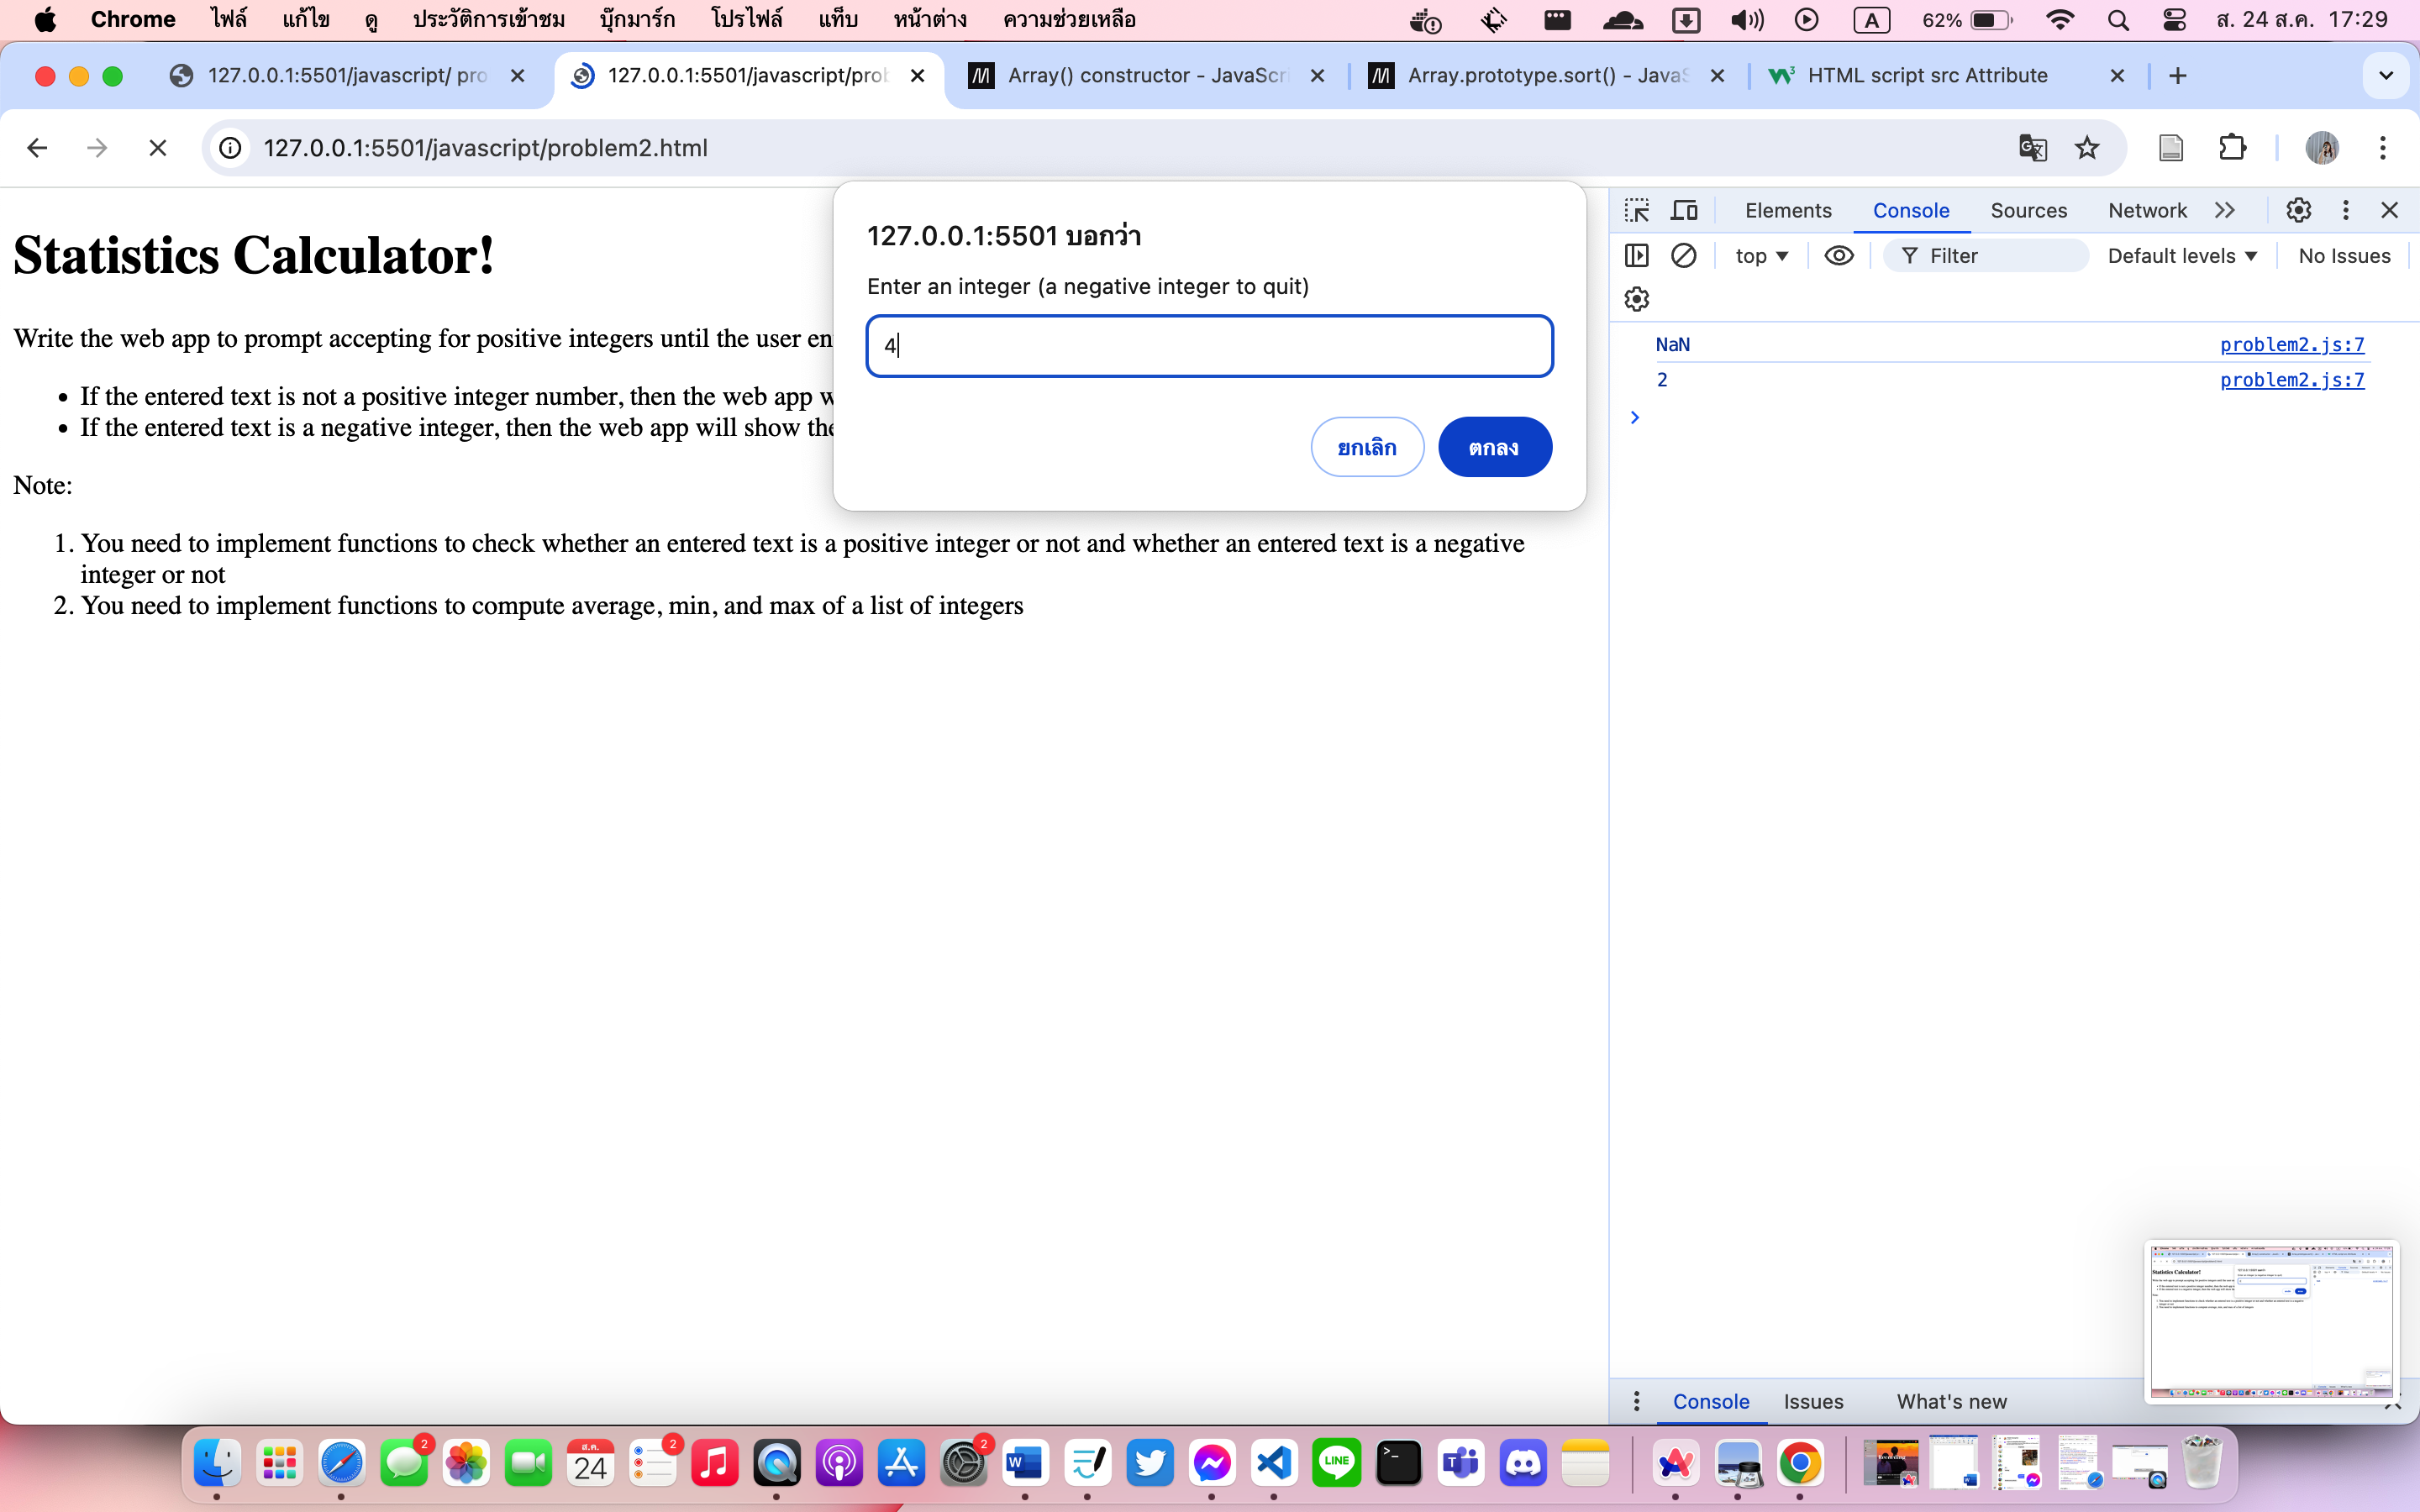 Chrome ไฟล์ แก้ไข ดู ประวัติการเข้าชม บุ๊กมาร์ก โปรไฟล์ แท็บ หน้าต่าง ความช่วยเหลือ A 62% ส. 24 ส.ค. 17:29
127.0.0.1:5501/javascript/ pro 127.0.0.1:5501/javascript/prob Array() constructor - JavaScri Array.prototype.sort() - JavaS HTML script src Attribute
127.0.0.1:5501/javascript/problem2.html
Statistics Calculator!
Write the web app to prompt accepting for positive integers until the user en
If the entered text is not a positive integer number, then the web app w
If the entered text is a negative integer, then the web app will show the
Note:
1. You need to implement functions to check whether an entered text is a positive integer or not and whether an entered text is a negative
integer or not
2. You need to implement functions to compute average, min, and max of a list of integers
127.0.0.1:5501 บอกว่า
Enter an integer (a negative integer to quit)
4
ยกเลิก ตกลง
Elements Console Sources Network
top Filter Default levels No Issues
NaN problem2.js:7
2 problem2.js:7
Console Issues What's new
2 ส.ค. 24 2 2 W LINE